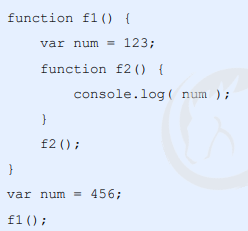 function f1() {
    var num = 123;
    function f2() {
        console.log( num );
    }
    f2();
}
var num = 456;
f1();